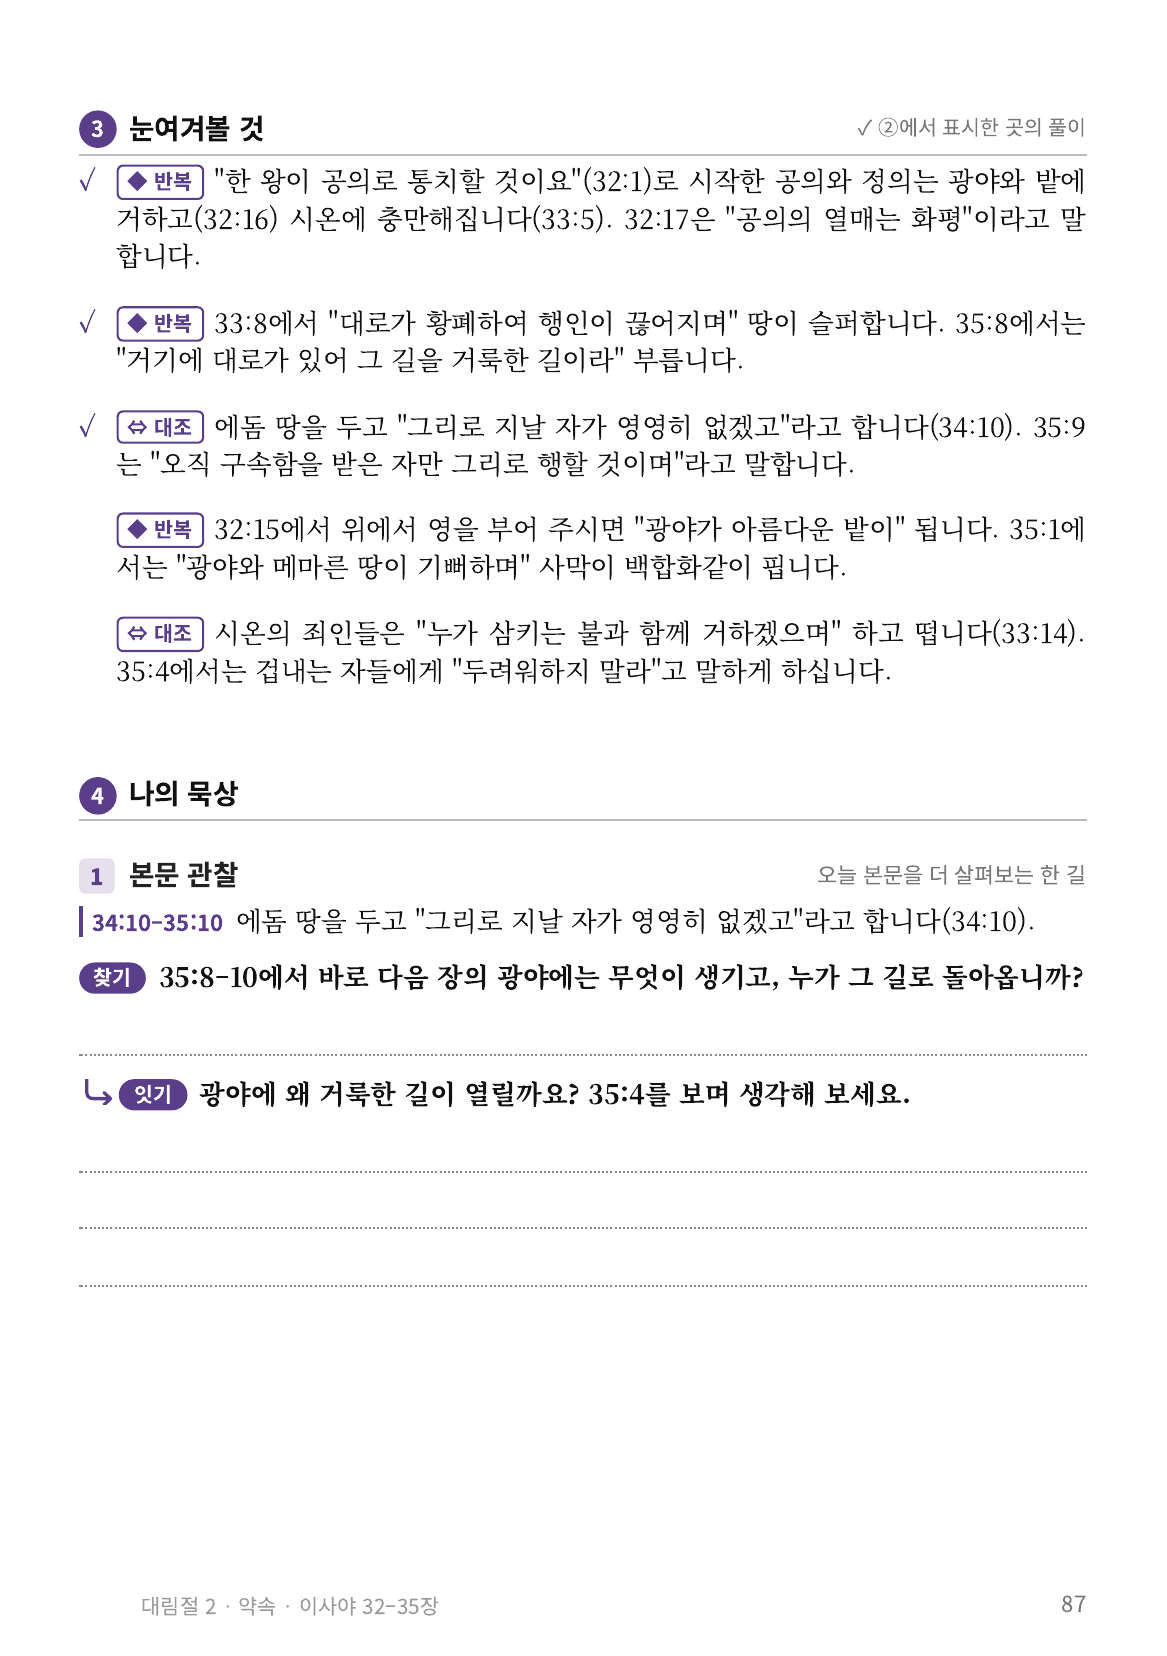 3 눈여겨볼 것
✓ ②에서 표시한 곳의 풀이
✓ ◆ 반복 "한 왕이 공의로 통치할 것이요"(32:1)로 시작한 공의와 정의는 광야와 밭에
거하고(32:16) 시온에 충만해집니다(33:5). 32:17은 "공의의 열매는 화평"이라고 말
합니다.
✓ ◆ 반복 33:8에서 "대로가 황폐하여 행인이 끊어지며" 땅이 슬퍼합니다. 35:8에서는
"거기에 대로가 있어 그 길을 거룩한 길이라" 부릅니다.
✓ ⇔ 대조 에돔 땅을 두고 "그리로 지날 자가 영영히 없겠고"라고 합니다(34:10). 35:9
는 "오직 구속함을 받은 자만 그리로 행할 것이며"라고 말합니다.
◆ 반복 32:15에서 위에서 영을 부어 주시면 "광야가 아름다운 밭이" 됩니다. 35:1에
서는 "광야와 메마른 땅이 기뻐하며" 사막이 백합화같이 핍니다.
⇔ 대조 시온의 죄인들은 "누가 삼키는 불과 함께 거하겠으며" 하고 떱니다(33:14).
35:4에서는 겁내는 자들에게 "두려워하지 말라"고 말하게 하십니다.
4 나의 묵상
1 본문 관찰
오늘 본문을 더 살펴보는 한 길
34:10–35:10 에돔 땅을 두고 "그리로 지날 자가 영영히 없겠고"라고 합니다(34:10).
찾기 35:8–10에서 바로 다음 장의 광야에는 무엇이 생기고, 누가 그 길로 돌아옵니까?
잇기 광야에 왜 거룩한 길이 열릴까요? 35:4를 보며 생각해 보세요.
대림절 2 · 약속 · 이사야 32–35장
87